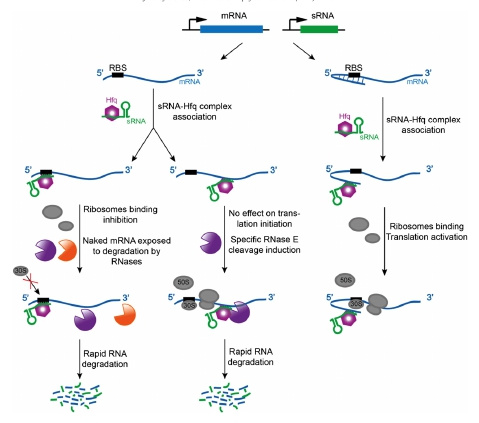 mRNA
sRNA
RBS
5'
3'
mRNA
RBS
5'
3'
mRNA
Hfq
sRNA
sRNA-Hfq complex
association
Hfq
sRNA
sRNA-Hfq complex
association
5'
3'
5'
3'
5'
3'
Ribosomes binding
inhibition
Naked mRNA exposed
to degradation by
RNases
No effect on trans-
lation initiation
Specific RNase E
cleavage induction
Ribosomes binding
Translation activation
30S
50S
50S
5'
3'
5'
30S
3'
5'
30S
3'
Rapid RNA
degradation
Rapid RNA
degradation